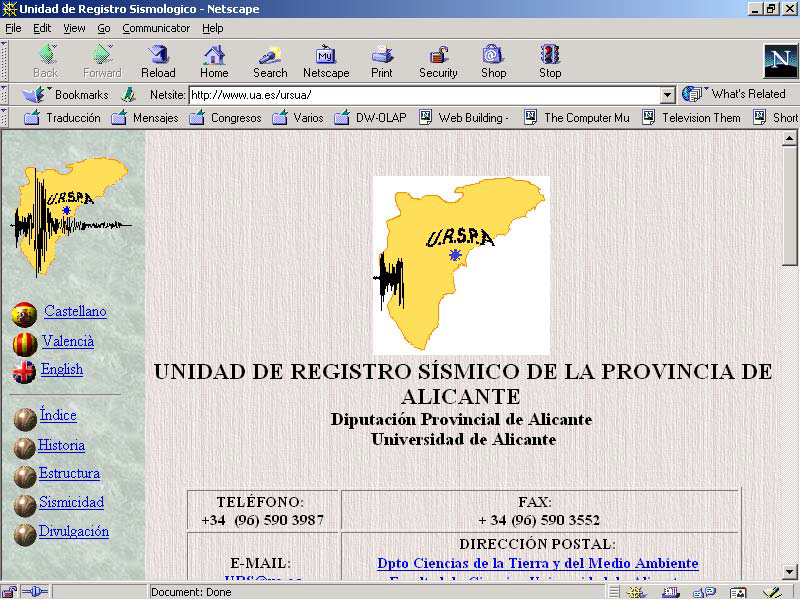 Unidad de Registro Sismologico - Netscape
File Edit View Go Communicator Help
Back Forward Reload Home Search Netscape Print Security Shop Stop
My
N
Bookmarks Netsite: http://www.ua.es/ursua/ What's Related
Traducción Mensajes Congresos Varios DW-OLAP Web Building - The Computer Mu Television Them Short
U.R.S.P.A
Castellano
Valencià
English
Índice
Historia
Estructura
Sismicidad
Divulgación
U.R.S.P.A
UNIDAD DE REGISTRO SÍSMICO DE LA PROVINCIA DE
ALICANTE
Diputación Provincial de Alicante
Universidad de Alicante
TELÉFONO:
+34 (96) 590 3987
FAX:
+ 34 (96) 590 3552
E-MAIL:
DIRECCIÓN POSTAL:
Dpto Ciencias de la Tierra y del Medio Ambiente
Document: Done